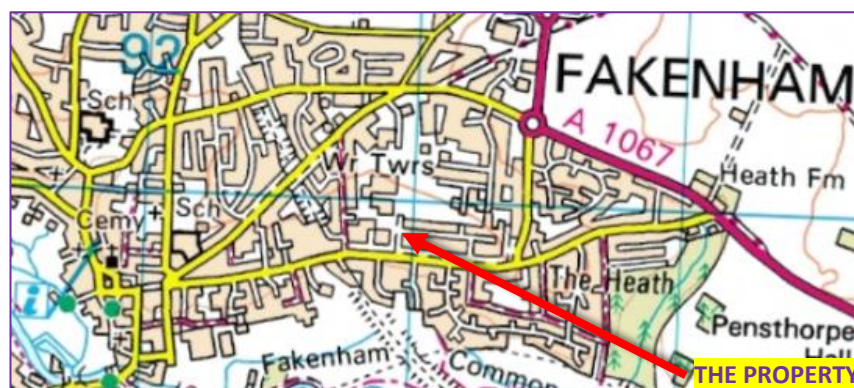 92
FAKENHAM
Sch
A 1067
Wr Twrs
Heath Fm
Cemy
Sch
The Heath
i
Pensthorpe
Hall
Fakenham
Common
THE PROPERTY